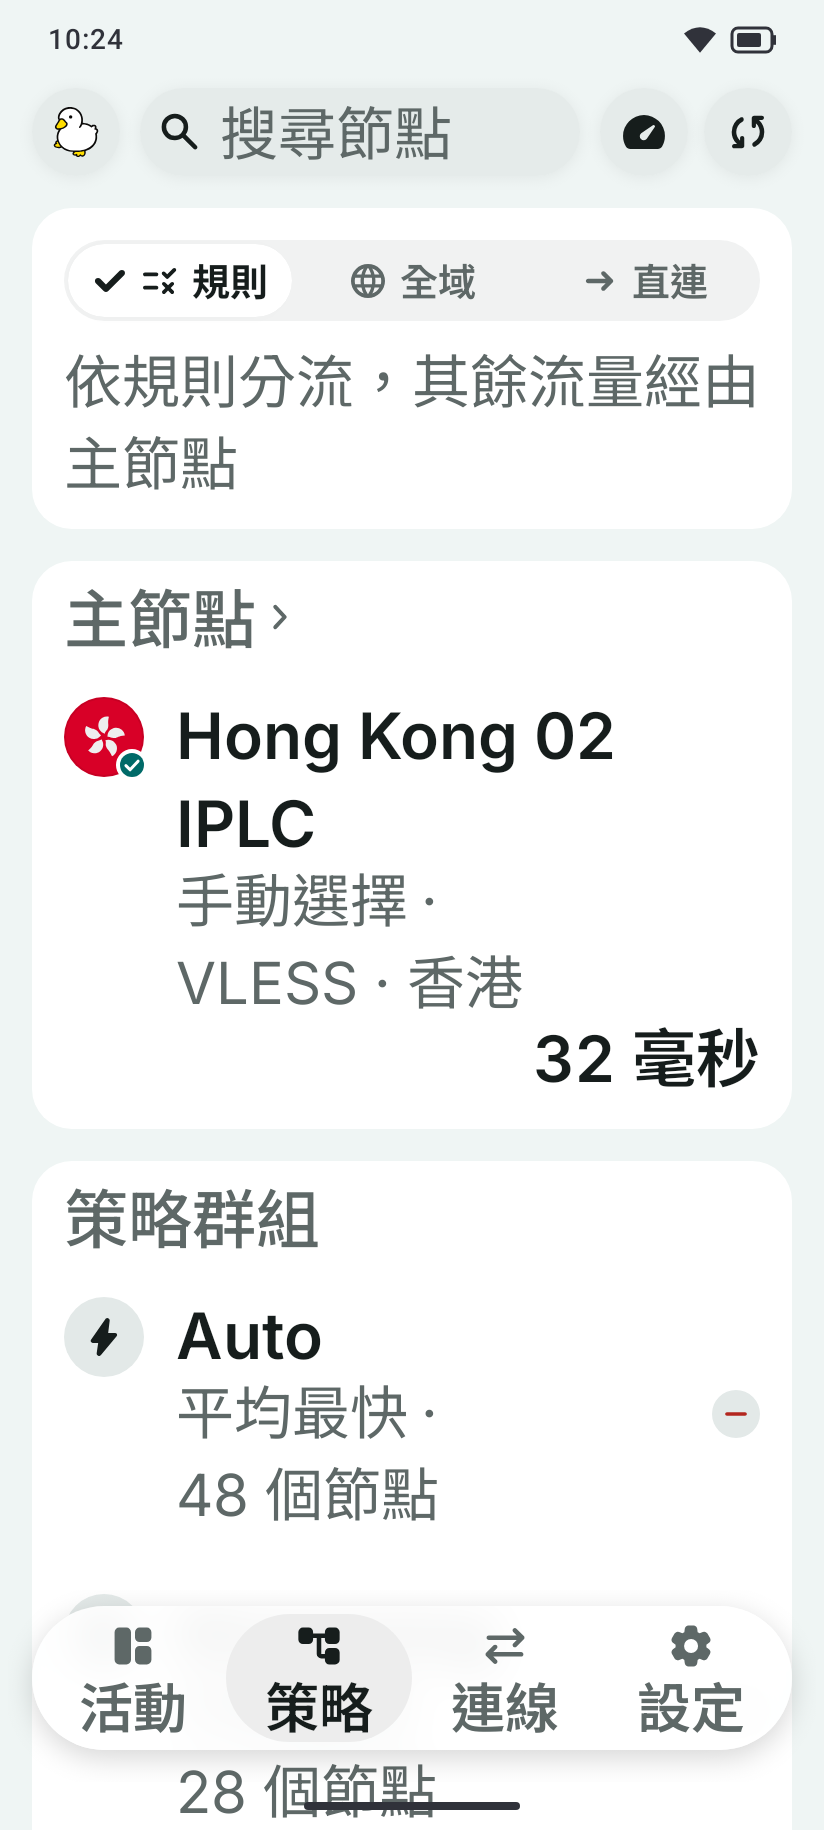 10:24
搜尋節點
規則
全域
直連
依規則分流，其餘流量經由
主節點
主節點
Hong Kong 02
IPLC
手動選擇 ·
VLESS · 香港
32 毫秒
策略群組
Auto
平均最快 ·
48 個節點
活動
策略
連線
設定
28 個節點